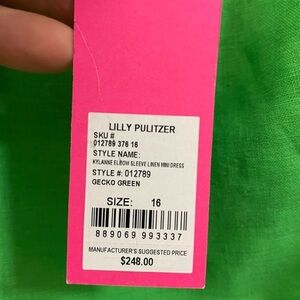 LILLY PULITZER
SKU #
012789 376 16
STYLE NAME:
KYLANNE ELBOW SLEEVE LINEN MINI DRESS
STYLE #: 012789
GECKO GREEN
SIZE: 16
889069 993337
MANUFACTURER'S SUGGESTED PRICE
$248.00